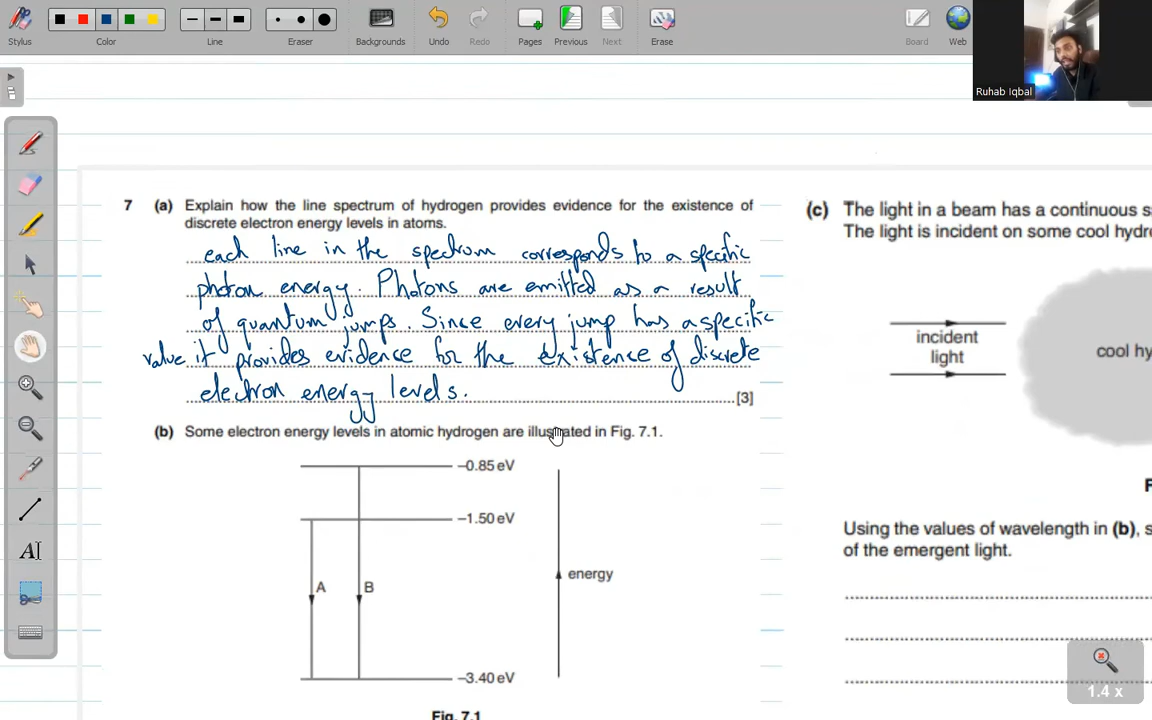 Stylus
Color
Line
Eraser
Backgrounds
Undo
Redo
Pages
Previous
Next
Erase
Board
Web
Ruhab Iqbal
7 (a) Explain how the line spectrum of hydrogen provides evidence for the existence of
discrete electron energy levels in atoms.
each line in the spectrum corresponds to a specific
photon energy. Photons are emitted as a result
of quantum jumps. Since every jump has a specific
value it provides evidence for the existence of discrete
electron energy levels.
[3]
(b) Some electron energy levels in atomic hydrogen are illustrated in Fig. 7.1.
–0.85 eV
–1.50 eV
A
B
energy
–3.40 eV
Fig. 7.1
(c) The light in a beam has a continuous s
The light is incident on some cool hydr
incident
light
cool hy
F
Using the values of wavelength in (b), s
of the emergent light.
A
1.4 x